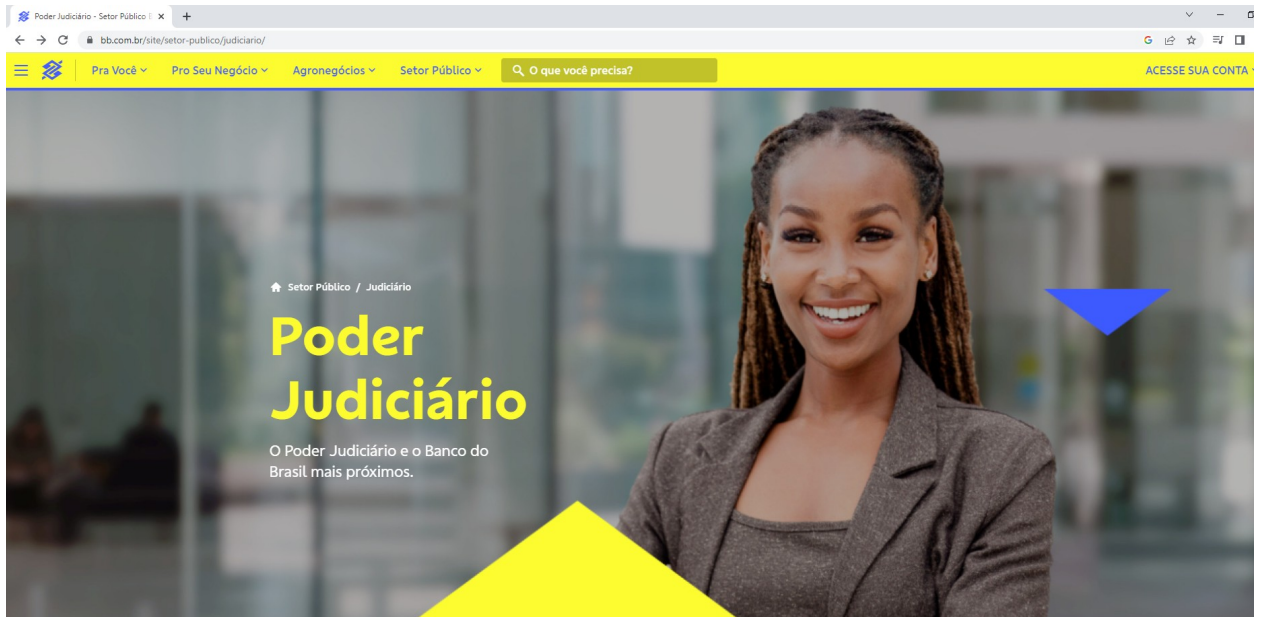 Poder Judiciário - Setor Público
bb.com.br/site/setor-publico/judiciario/
Pra Você Pro Seu Negócio Agronegócios Setor Público O que você precisa? ACESSE SUA CONTA
Setor Público / Judiciário
Poder
Judiciário
O Poder Judiciário e o Banco do
Brasil mais próximos.